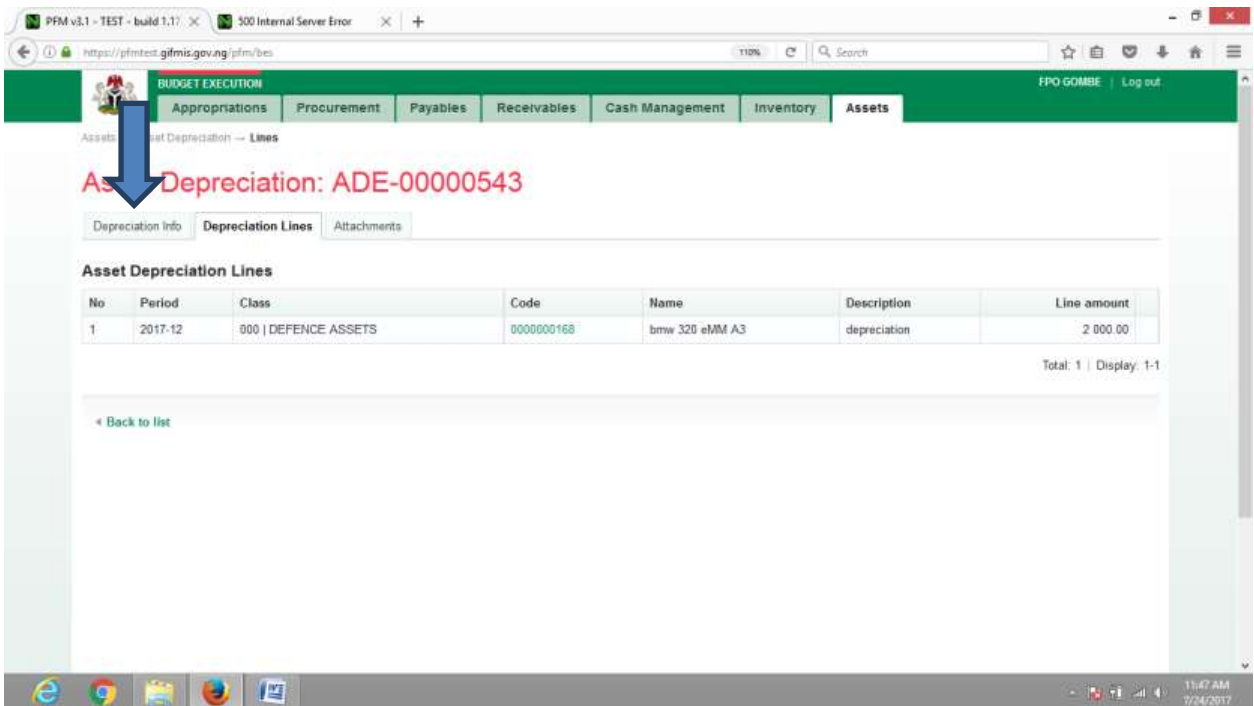 PFM v3.1 - TEST - build 1.1
500 Internal Server Error
https://pfmtest.gifmis.gov.ng/pfm/bes
110%
Search
BUDGET EXECUTION
FPO GOMBE | Log out
Appropriations Procurement Payables Receivables Cash Management Inventory Assets
Assets Depreciation → Lines
Depreciation: ADE-00000543
Depreciation Info Depreciation Lines Attachments
Asset Depreciation Lines
No Period Class Code Name Description Line amount
1 2017-12 000 | DEFENCE ASSETS 0000000168 bmw 320 eMM A3 depreciation 2 000.00
Total: 1 | Display: 1-1
Back to list
11:47 AM
7/24/2017